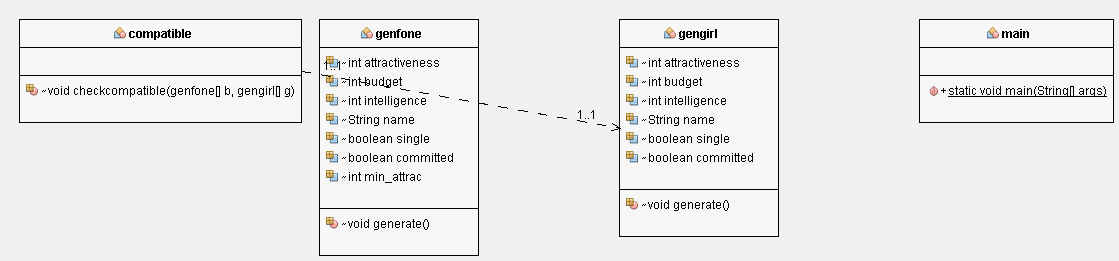 compatible
~void checkcompatible(genfone[] b, gengirl[] g)
genfone
~int attractiveness
1..1
~int budget
~int intelligence
~String name
~boolean single
~boolean committed
~int min_attrac
~void generate()
1..1
gengirl
~int attractiveness
~int budget
~int intelligence
~String name
~boolean single
~boolean committed
~void generate()
main
+static void main(String[] args)